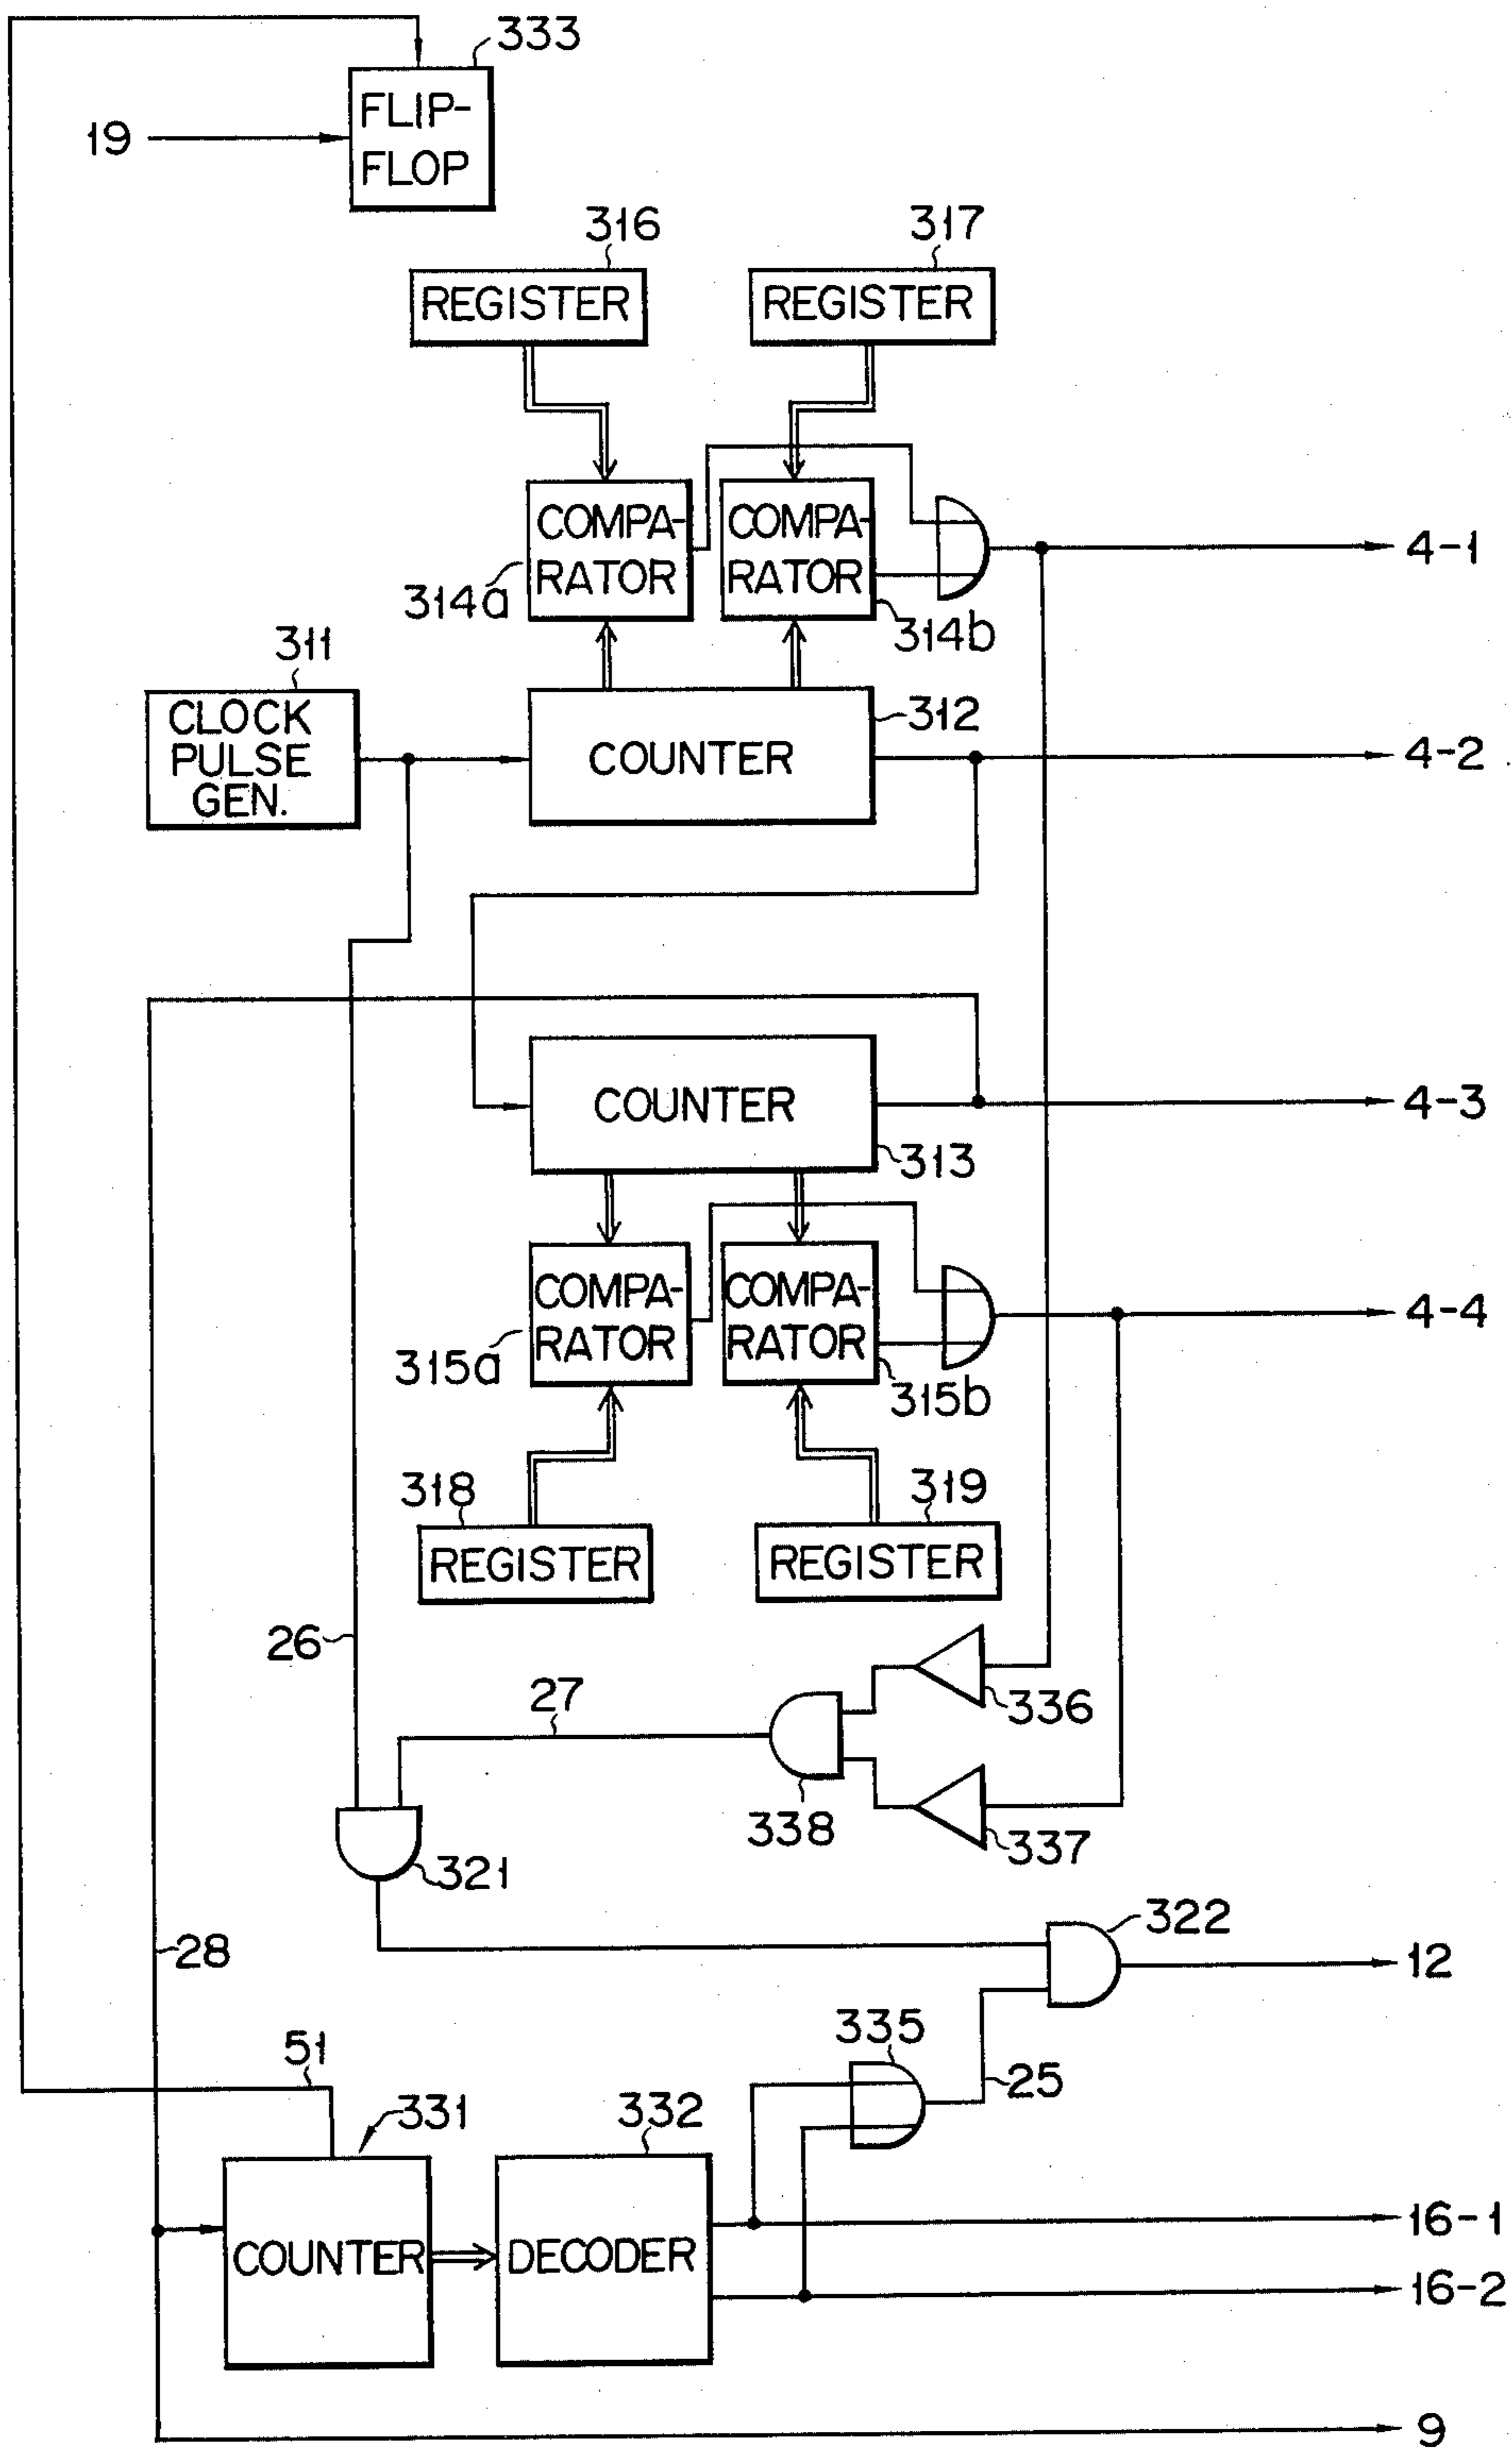 333
FLIP-
FLOP
19
316
317
REGISTER
REGISTER
COMPA-
RATOR
COMPA-
RATOR
314a
314b
4-1
311
CLOCK
PULSE
GEN.
312
COUNTER
4-2
COUNTER
4-3
313
COMPA-
RATOR
COMPA-
RATOR
315a
315b
4-4
318
319
REGISTER
REGISTER
26
27
336
338
337
321
322
28
12
335
51
25
331
332
COUNTER
DECODER
16-1
16-2
9